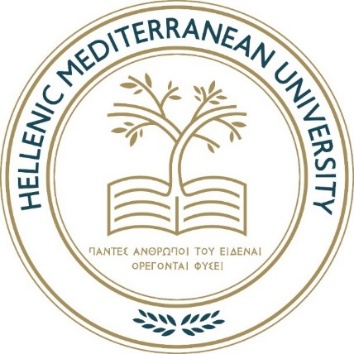 HELLENIC MEDITERRANEAN UNIVERSITY
ΠΑΝΤΕΣ ΑΝΘΡΩΠΟΙ ΤΟΥ ΕΙΔΕΝΑΙ
ΟΡΕΓΟΝΤΑΙ ΦΥΣΕΙ